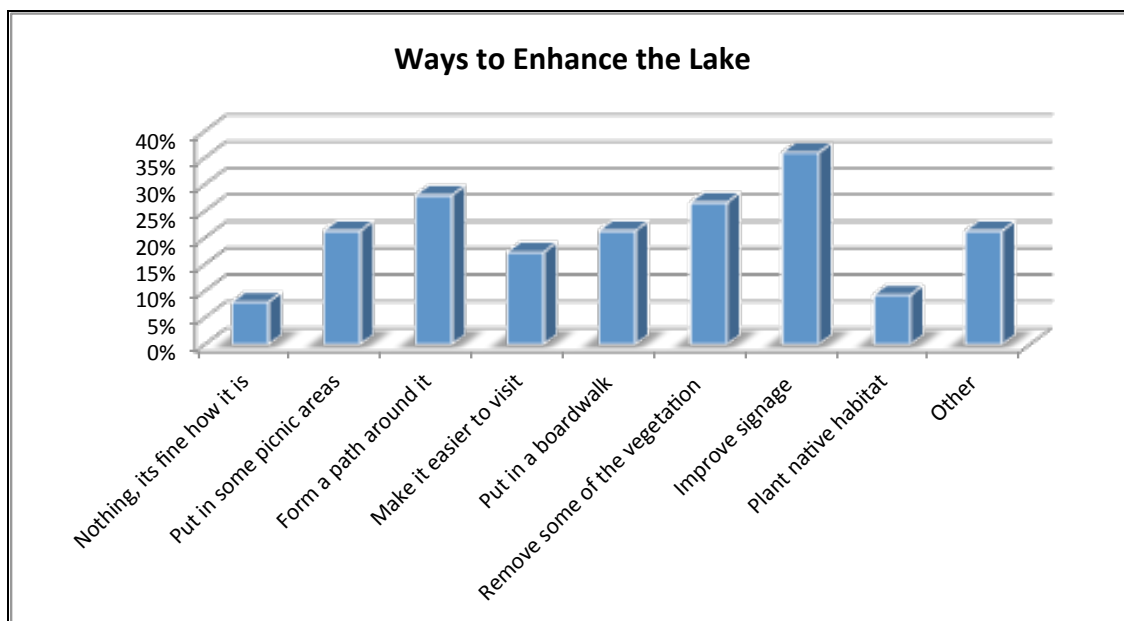 Ways to Enhance the Lake
40%
35%
30%
25%
20%
15%
10%
5%
0%
Nothing, its fine how it is
Put in some picnic areas
Form a path around it
Make it easier to visit
Put in a boardwalk
Remove some of the vegetation
Improve signage
Plant native habitat
Other